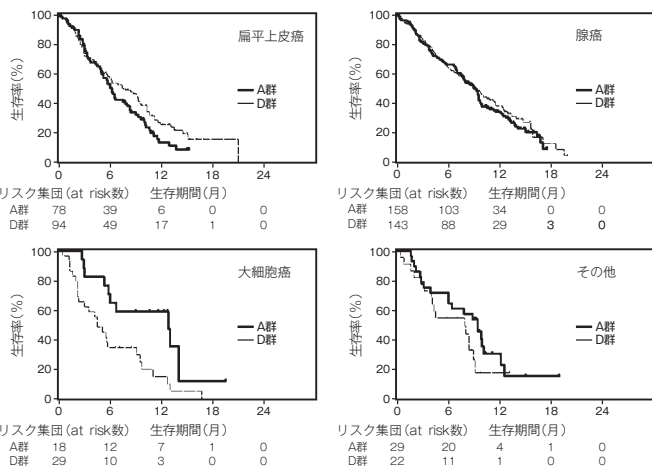 扁平上皮癌
生存率(%)
100
80
60
40
20
0
A群
D群
0 6 12 18 24
リスク集団(at risk数) 生存期間(月)
A群 78 39 6 0 0
D群 94 49 17 1 0
腺癌
生存率(%)
100
80
60
40
20
0
A群
D群
0 6 12 18 24
リスク集団(at risk数) 生存期間(月)
A群 158 103 34 0 0
D群 143 88 29 3 0
大細胞癌
生存率(%)
100
80
60
40
20
0
A群
D群
0 6 12 18 24
リスク集団(at risk数) 生存期間(月)
A群 18 12 7 1 0
D群 29 10 3 0 0
その他
生存率(%)
100
80
60
40
20
0
A群
D群
0 6 12 18 24
リスク集団(at risk数) 生存期間(月)
A群 29 20 4 1 0
D群 22 11 1 0 0